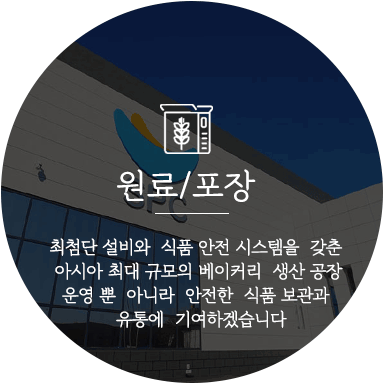 SPC
원료/포장
최첨단 설비와 식품 안전 시스템을 갖춘
아시아 최대 규모의 베이커리 생산 공장
운영 뿐 아니라 안전한 식품 보관과
유통에 기여하겠습니다